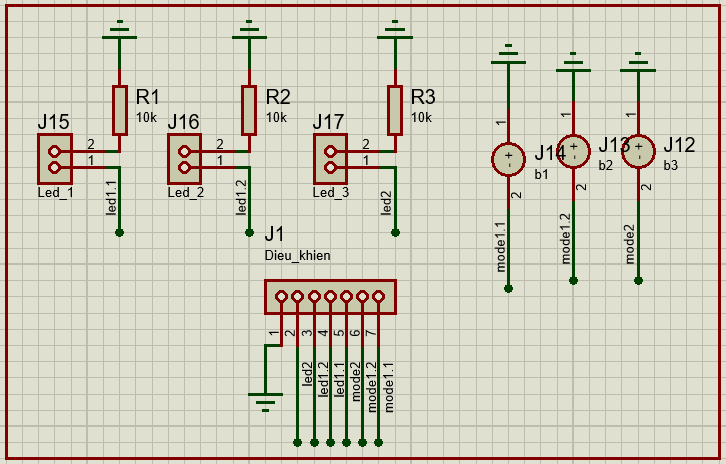 R1
10k
R2
10k
R3
10k
J15
2
1
Led_1
led1.1
J16
2
1
Led_2
led1.2
J17
2
1
Led_3
led2
1
+
-
2
J14
b1
mode1.1
1
+
-
2
J13
b2
mode1.2
1
+
-
2
J12
b3
mode2
J1
Dieu_khien
1
2
3
4
5
6
7
led2
led1.2
led1.1
mode2
mode1.2
mode1.1